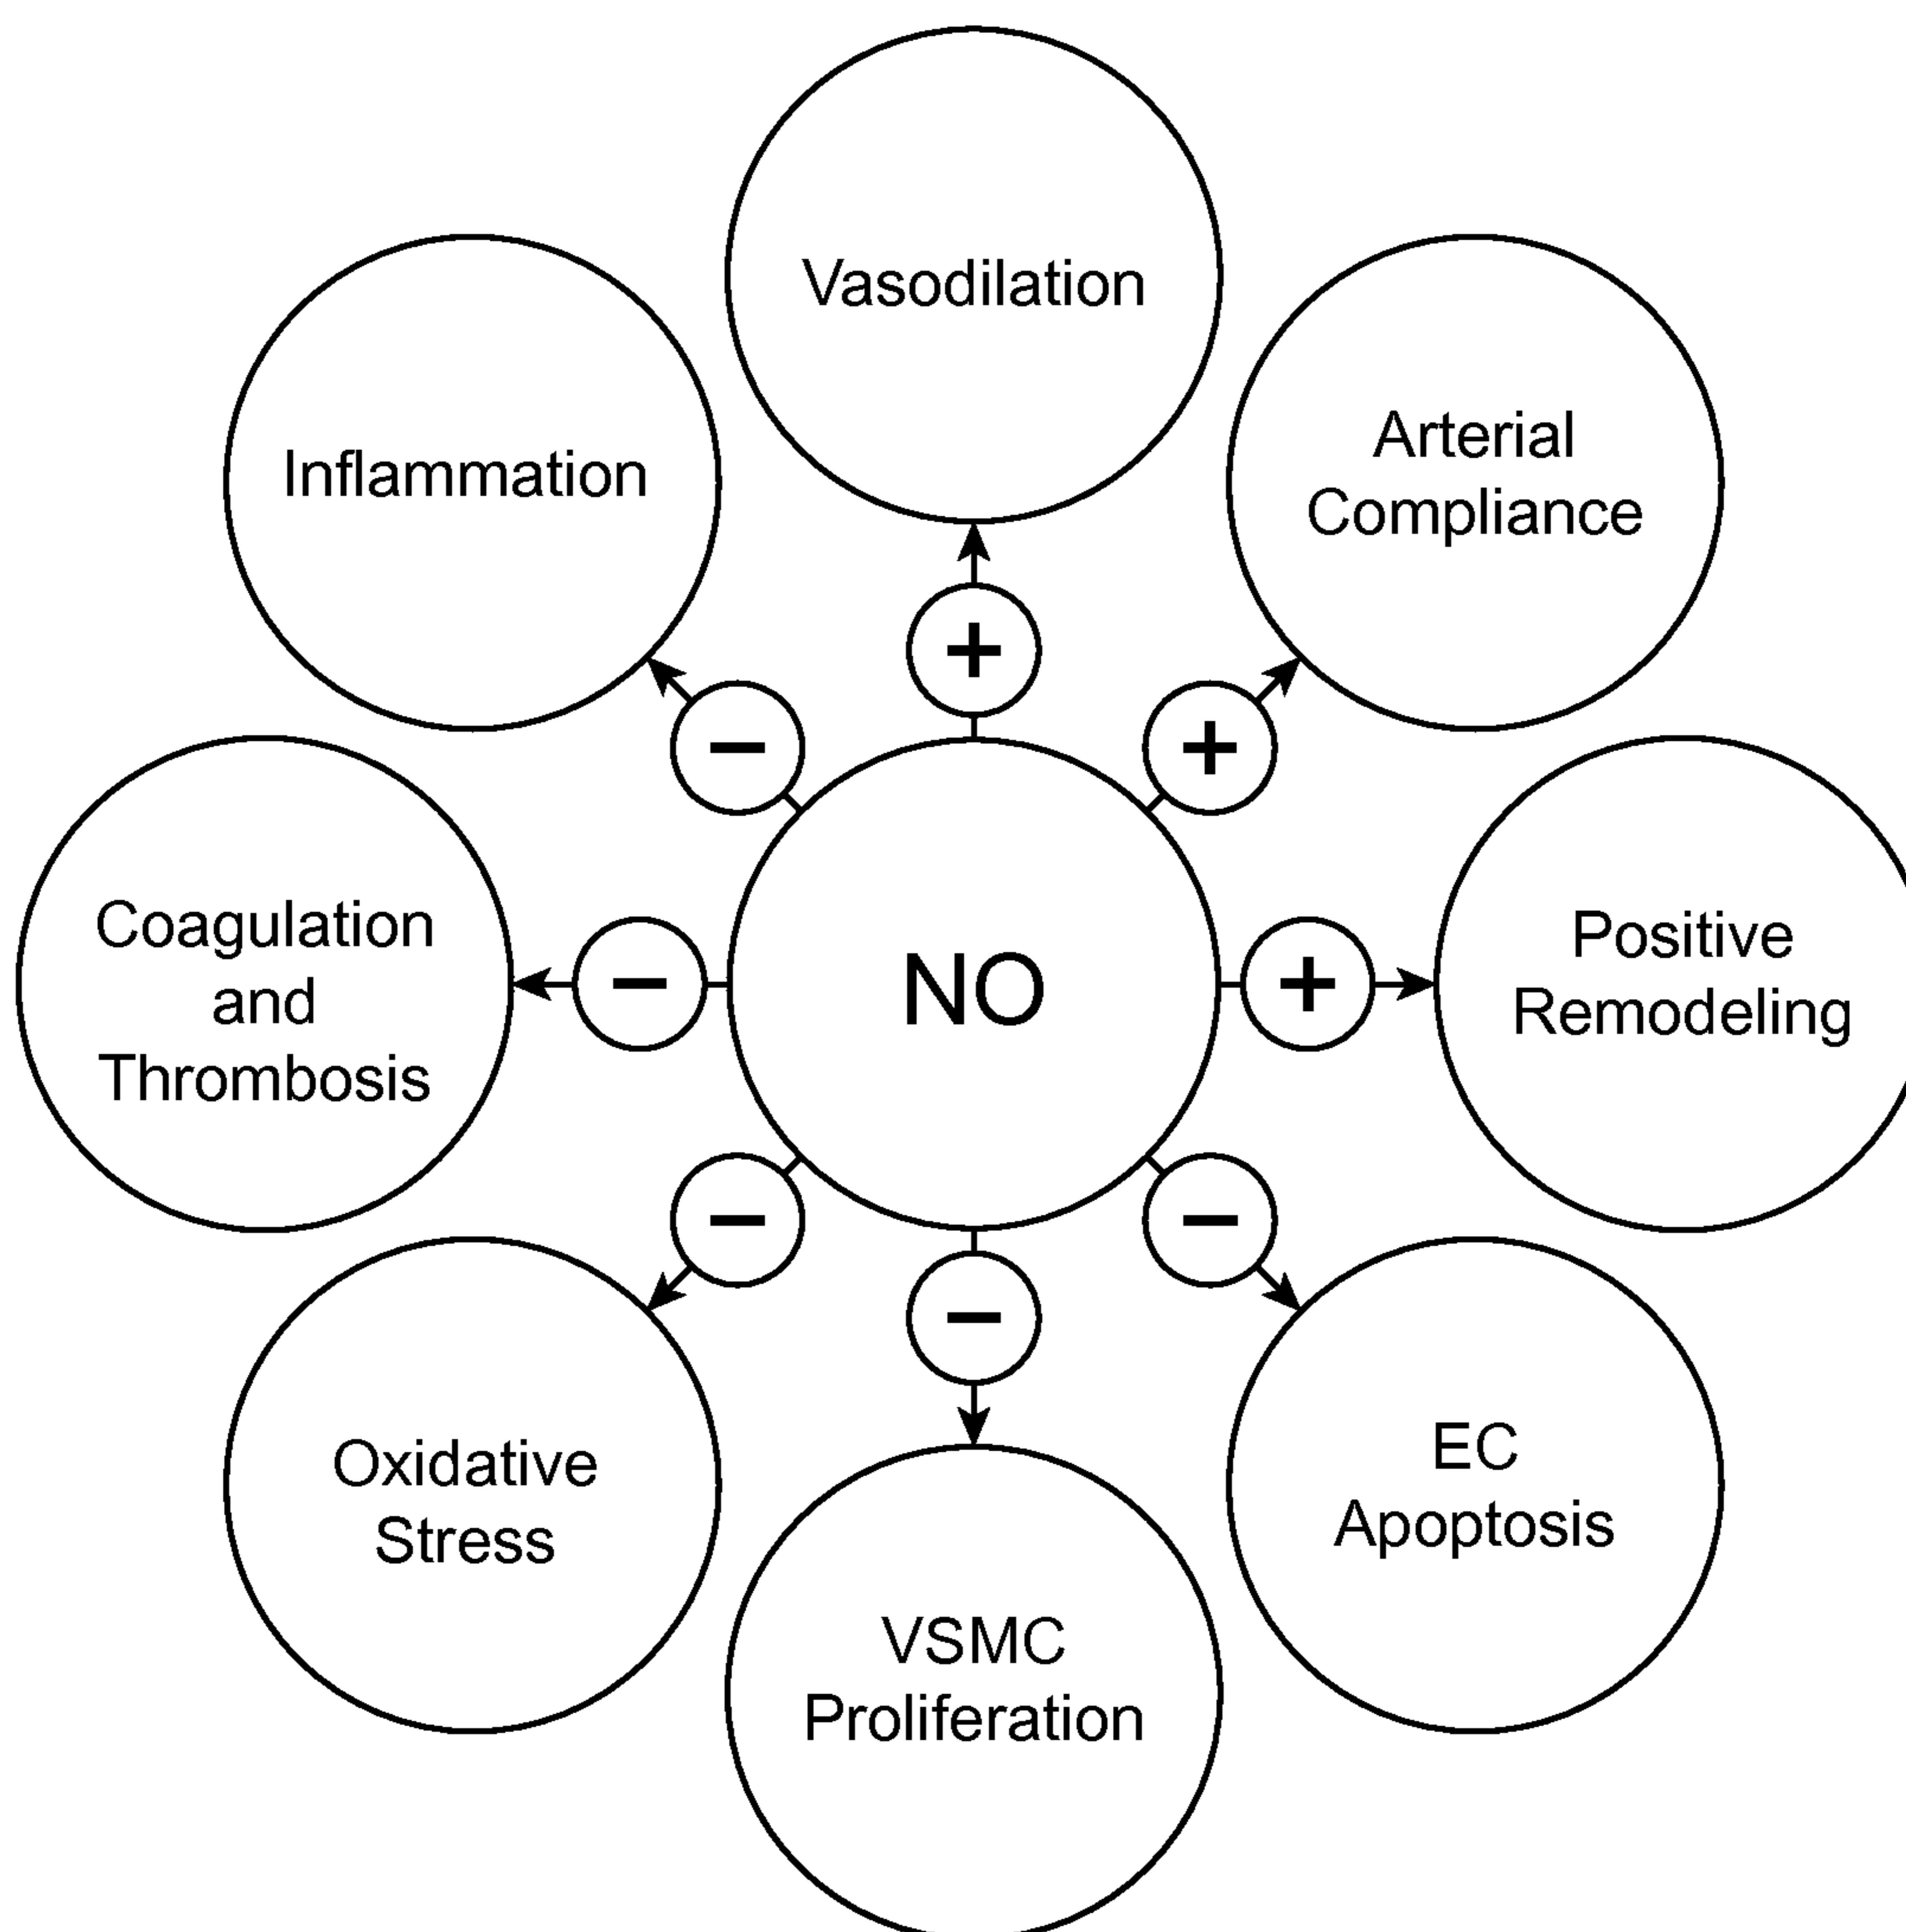 Vasodilation
Arterial
Compliance
Inflammation
+
−
+
Coagulation
and
Thrombosis
−
NO
+
Positive
Remodeling
−
−
−
Oxidative
Stress
EC
Apoptosis
VSMC
Proliferation